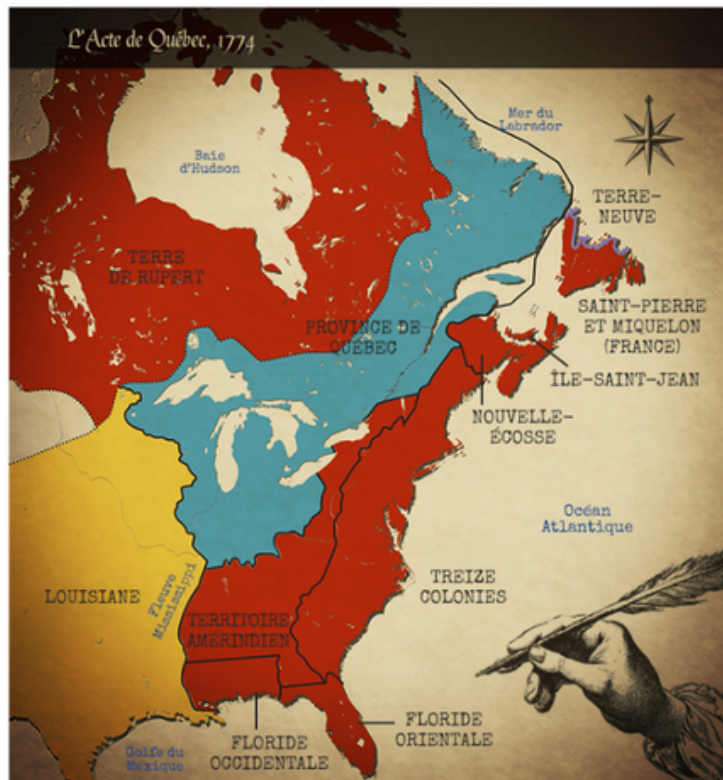 L'Acte de Québec, 1774
Mer du
Labrador
Baie
d'Hudson
TERRE-
NEUVE
TERRE
DE RUPERT
SAINT-PIERRE
ET MIQUELON
(FRANCE)
PROVINCE DE
QUÉBEC
ÎLE-SAINT-JEAN
NOUVELLE-
ÉCOSSE
Océan
Atlantique
TREIZE
COLONIES
LOUISIANE
Fleuve
Mississippi
TERRITOIRE
AMÉRINDIEN
FLORIDE
ORIENTALE
FLORIDE
OCCIDENTALE
Golfe du
Mexique